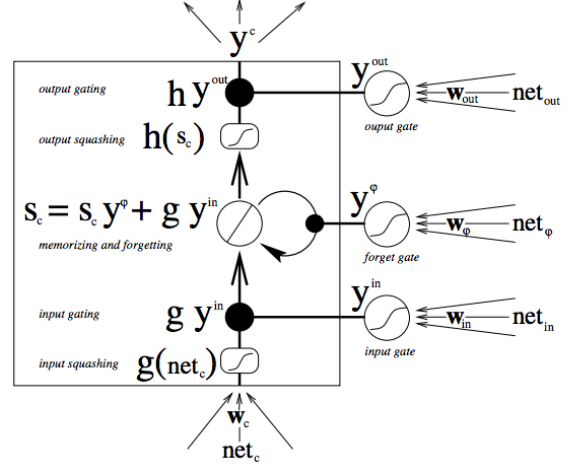 y^c
output gating
h y^out
y^out
w_out
net_out
ouput gate
output squashing
h(s_c)
s_c = s_c y^φ + g y^in
memorizing and forgetting
y^φ
w_φ
net_φ
forget gate
input gating
g y^in
y^in
w_in
net_in
input gate
input squashing
g(net_c)
w_c
net_c